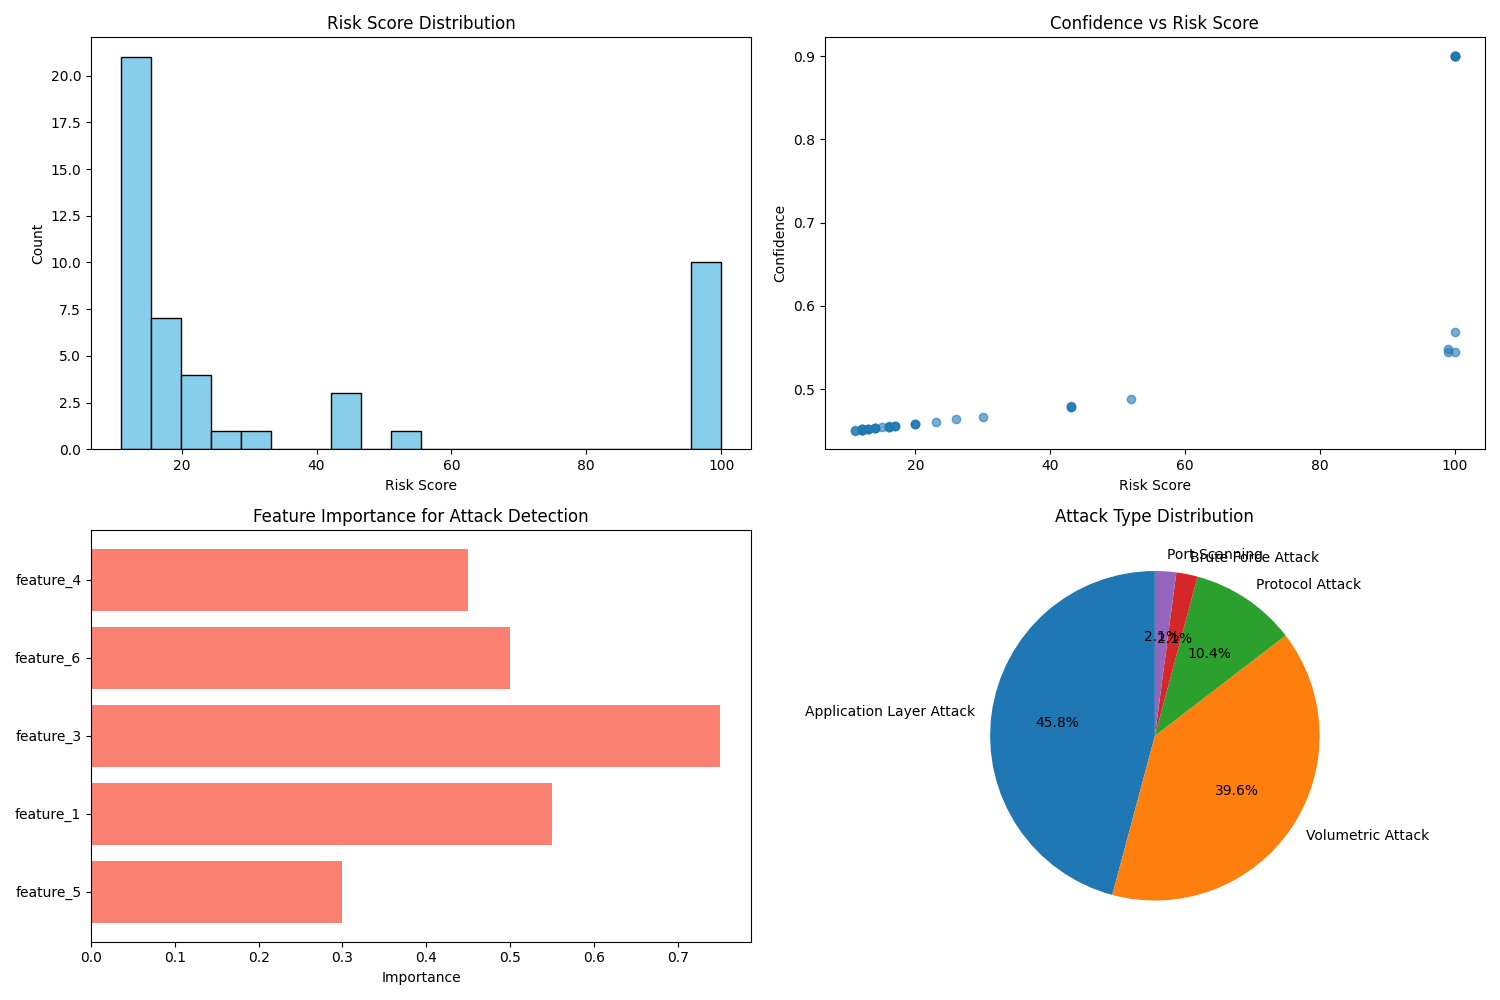 Risk Score Distribution
Count
20.0
17.5
15.0
12.5
10.0
7.5
5.0
2.5
0.0
20
40
60
80
100
Risk Score
Confidence vs Risk Score
Confidence
0.9
0.8
0.7
0.6
0.5
20
40
60
80
100
Risk Score
Feature Importance for Attack Detection
feature_4
feature_6
feature_3
feature_1
feature_5
0.0
0.1
0.2
0.3
0.4
0.5
0.6
0.7
Importance
Attack Type Distribution
Port Scanning
Brute Force Attack
Protocol Attack
2.1%
2.1%
10.4%
Application Layer Attack
45.8%
39.6%
Volumetric Attack